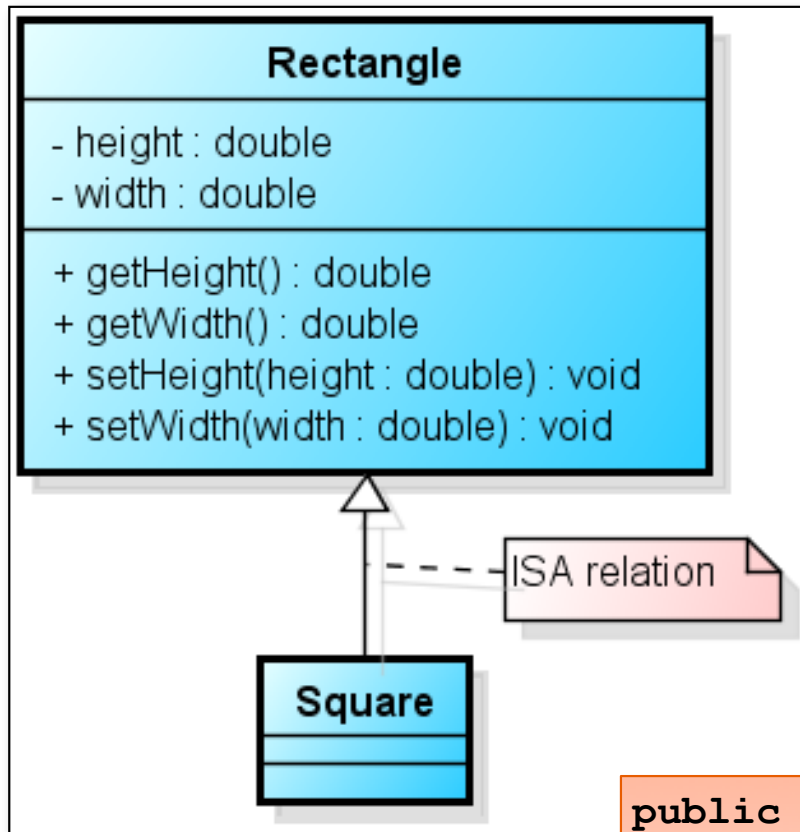 Rectangle
- height : double
- width : double
+ getHeight() : double
+ getWidth() : double
+ setHeight(height : double) : void
+ setWidth(width : double) : void
ISA relation
Square
public